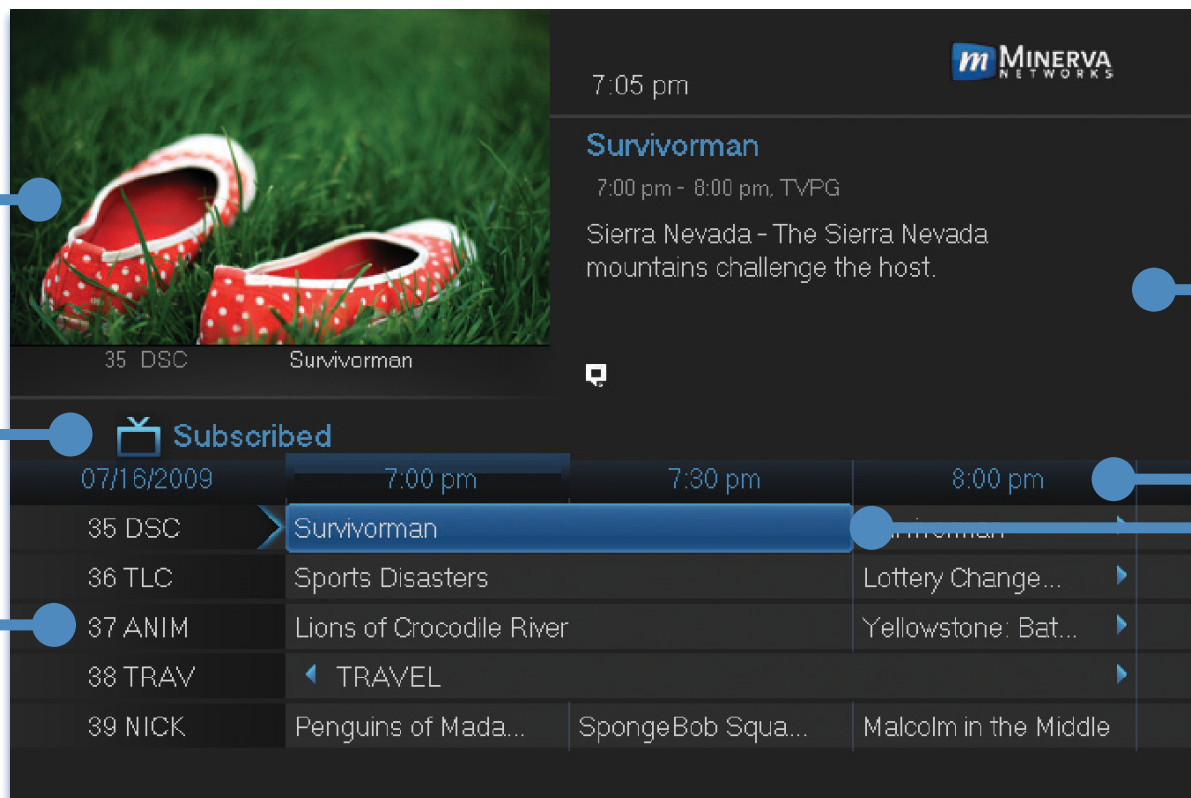 m MINERVA
NETWORKS
7:05 pm
Survivorman
7:00 pm - 8:00 pm, TVPG
Sierra Nevada - The Sierra Nevada
mountains challenge the host.
35 DSC Survivorman
Subscribed
07/16/2009 7:00 pm 7:30 pm 8:00 pm
35 DSC Survivorman
36 TLC Sports Disasters Lottery Change...
37 ANIM Lions of Crocodile River Yellowstone: Bat...
38 TRAV TRAVEL
39 NICK Penguins of Mada... SpongeBob Squa... Malcolm in the Middle